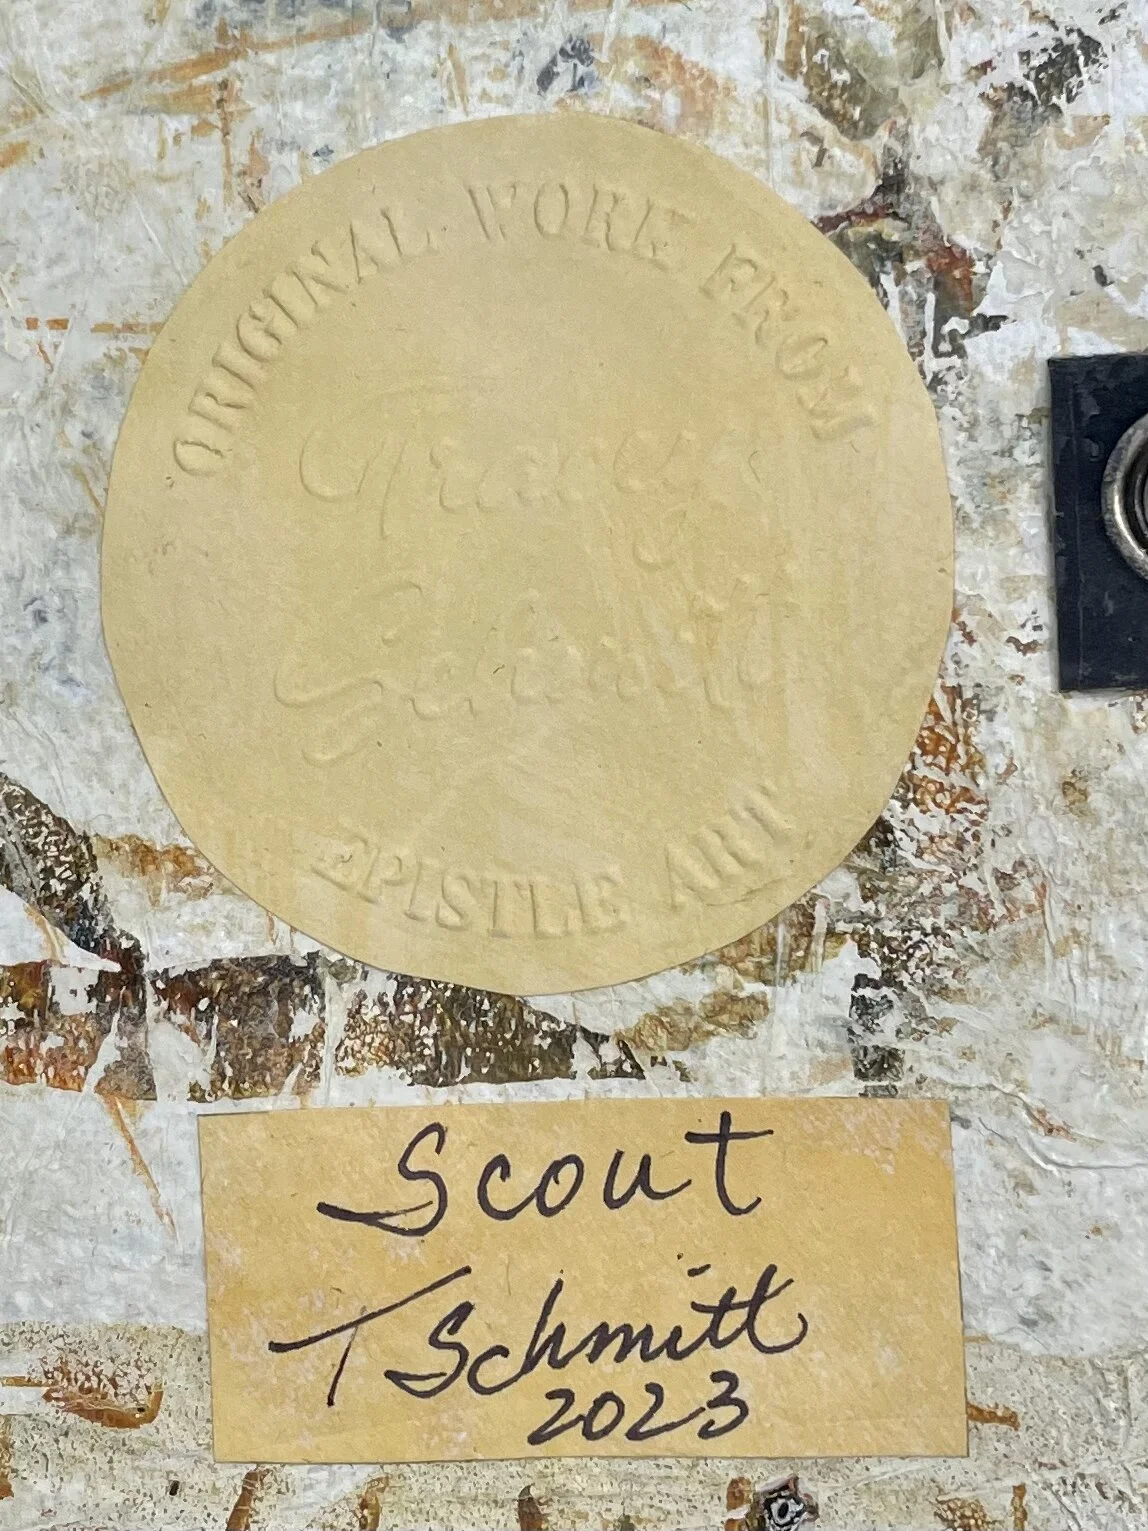 ORIGINAL WORK FROM
Tracy
Schmitt
EPISTLE ART
Scout
T Schmitt
2023